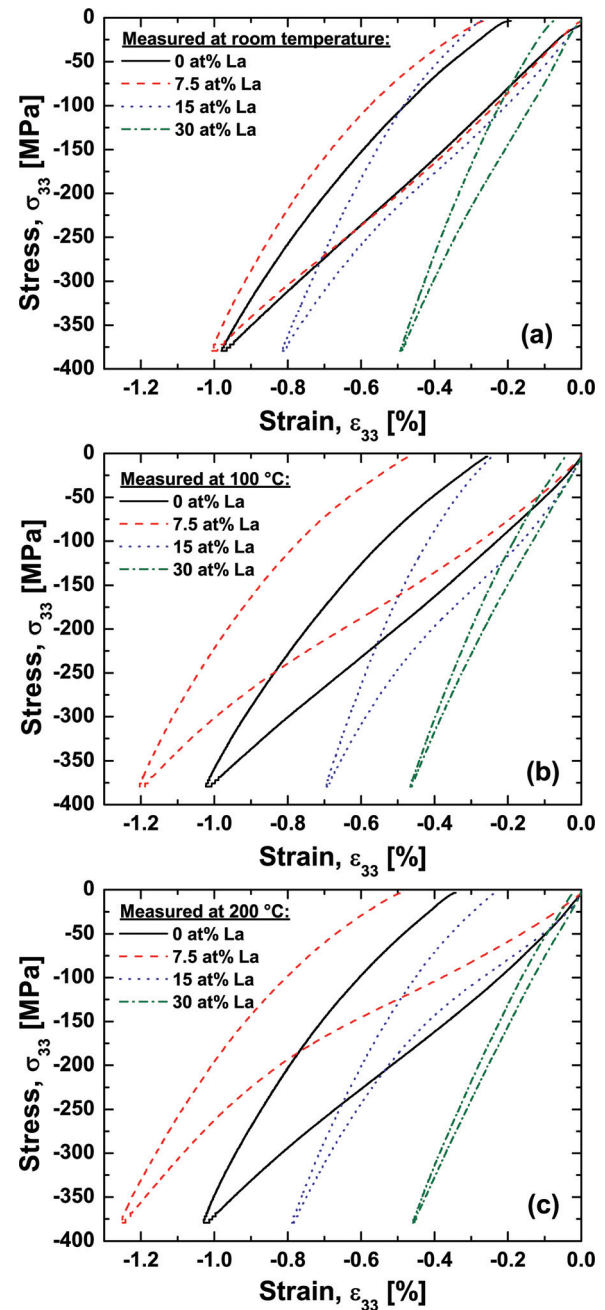 0
-50
-100
-150
-200
-250
-300
-350
-400
Stress, σ33 [MPa]
Measured at room temperature:
0 at% La
7.5 at% La
15 at% La
30 at% La
(a)
-1.2 -1.0 -0.8 -0.6 -0.4 -0.2 0.0
Strain, ε33 [%]
0
-50
-100
-150
-200
-250
-300
-350
-400
Stress, σ33 [MPa]
Measured at 100 °C:
0 at% La
7.5 at% La
15 at% La
30 at% La
(b)
-1.2 -1.0 -0.8 -0.6 -0.4 -0.2 0.0
Strain, ε33 [%]
0
-50
-100
-150
-200
-250
-300
-350
-400
Stress, σ33 [MPa]
Measured at 200 °C:
0 at% La
7.5 at% La
15 at% La
30 at% La
(c)
-1.2 -1.0 -0.8 -0.6 -0.4 -0.2 0.0
Strain, ε33 [%]